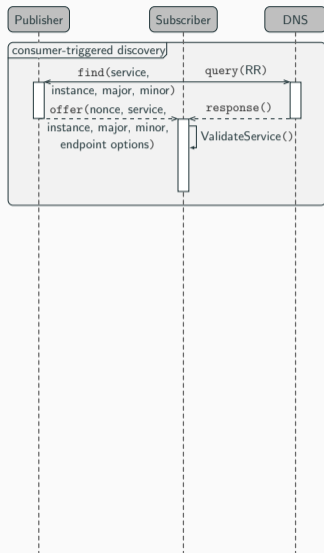 Publisher Subscriber DNS
consumer-triggered discovery
find(service, query(RR)
instance, major, minor)
offer(nonce, service, response()
instance, major, minor, ValidateService()
endpoint options)